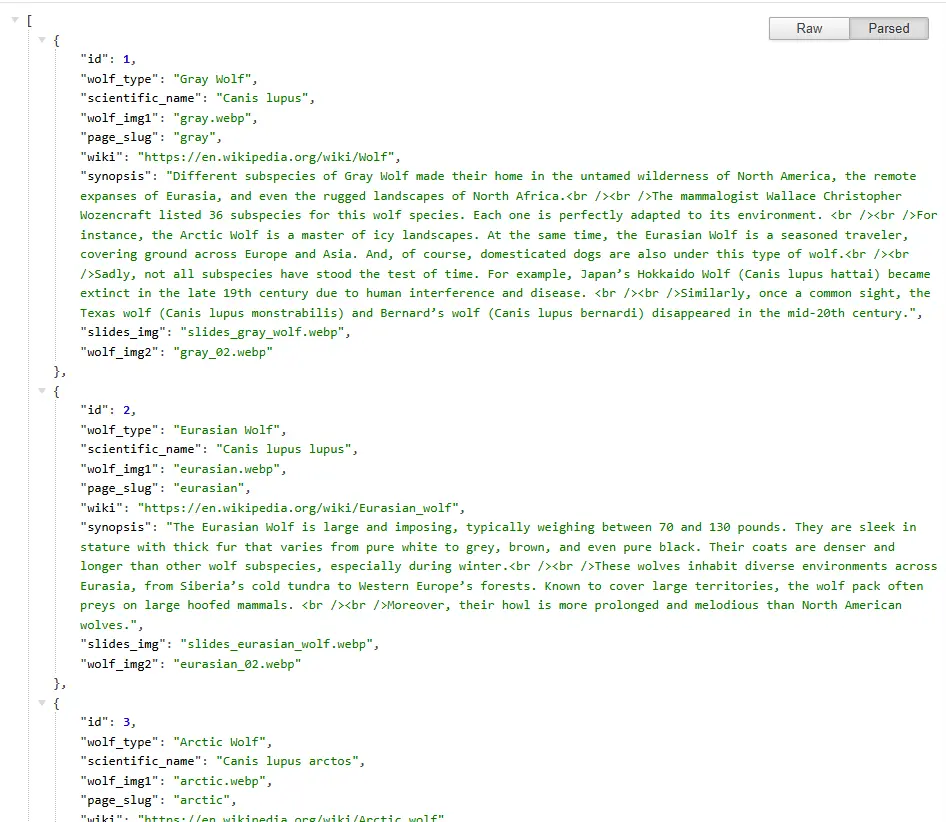 [
Raw Parsed
{
"id": 1,
"wolf_type": "Gray Wolf",
"scientific_name": "Canis lupus",
"wolf_img1": "gray.webp",
"page_slug": "gray",
"wiki": "https://en.wikipedia.org/wiki/Wolf",
"synopsis": "Different subspecies of Gray Wolf made their home in the untamed wilderness of North America, the remote
expanses of Eurasia, and even the rugged landscapes of North Africa.<br /><br />The mammalogist Wallace Christopher
Wozencraft listed 36 subspecies for this wolf species. Each one is perfectly adapted to its environment. <br /><br />For
instance, the Arctic Wolf is a master of icy landscapes. At the same time, the Eurasian Wolf is a seasoned traveler,
covering ground across Europe and Asia. And, of course, domesticated dogs are also under this type of wolf.<br /><br
/>Sadly, not all subspecies have stood the test of time. For example, Japan’s Hokkaido Wolf (Canis lupus hattai) became
extinct in the late 19th century due to human interference and disease. <br /><br />Similarly, once a common sight, the
Texas wolf (Canis lupus monstrabilis) and Bernard’s wolf (Canis lupus bernardi) disappeared in the mid-20th century.",
"slides_img": "slides_gray_wolf.webp",
"wolf_img2": "gray_02.webp"
},
{
"id": 2,
"wolf_type": "Eurasian Wolf",
"scientific_name": "Canis lupus lupus",
"wolf_img1": "eurasian.webp",
"page_slug": "eurasian",
"wiki": "https://en.wikipedia.org/wiki/Eurasian_wolf",
"synopsis": "The Eurasian Wolf is large and imposing, typically weighing between 70 and 130 pounds. They are sleek in
stature with thick fur that varies from pure white to grey, brown, and even pure black. Their coats are denser and
longer than other wolf subspecies, especially during winter.<br /><br />These wolves inhabit diverse environments across
Eurasia, from Siberia’s cold tundra to Western Europe’s forests. Known to cover large territories, the wolf pack often
preys on large hoofed mammals. <br /><br />Moreover, their howl is more prolonged and melodious than North American
wolves.",
"slides_img": "slides_eurasian_wolf.webp",
"wolf_img2": "eurasian_02.webp"
},
{
"id": 3,
"wolf_type": "Arctic Wolf",
"scientific_name": "Canis lupus arctos",
"wolf_img1": "arctic.webp",
"page_slug": "arctic",
"wiki": "https://en.wikipedia.org/wiki/Arctic_wolf"